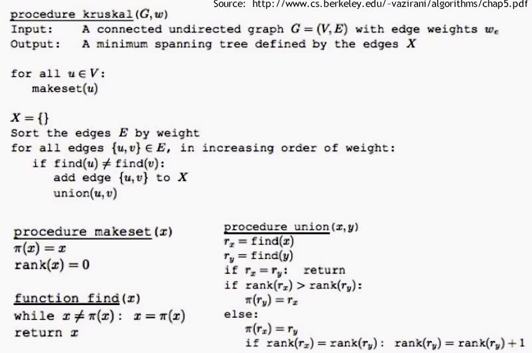 Source: http://www.cs.berkeley.edu/~vazirani/algorithms/chap5.pdf
procedure kruskal(G,w)
Input: A connected undirected graph G = (V,E) with edge weights wₑ
Output: A minimum spanning tree defined by the edges X
for all u ∈ V:
makeset(u)
X = {}
Sort the edges E by weight
for all edges {u,v} ∈ E, in increasing order of weight:
if find(u) ≠ find(v):
add edge {u,v} to X
union(u,v)
procedure makeset(x)
π(x) = x
rank(x) = 0
function find(x)
while x ≠ π(x): x = π(x)
return x
procedure union(x,y)
rₓ = find(x)
r_y = find(y)
if rₓ = r_y: return
if rank(rₓ) > rank(r_y):
π(r_y) = rₓ
else:
π(rₓ) = r_y
if rank(rₓ) = rank(r_y): rank(r_y) = rank(r_y) + 1